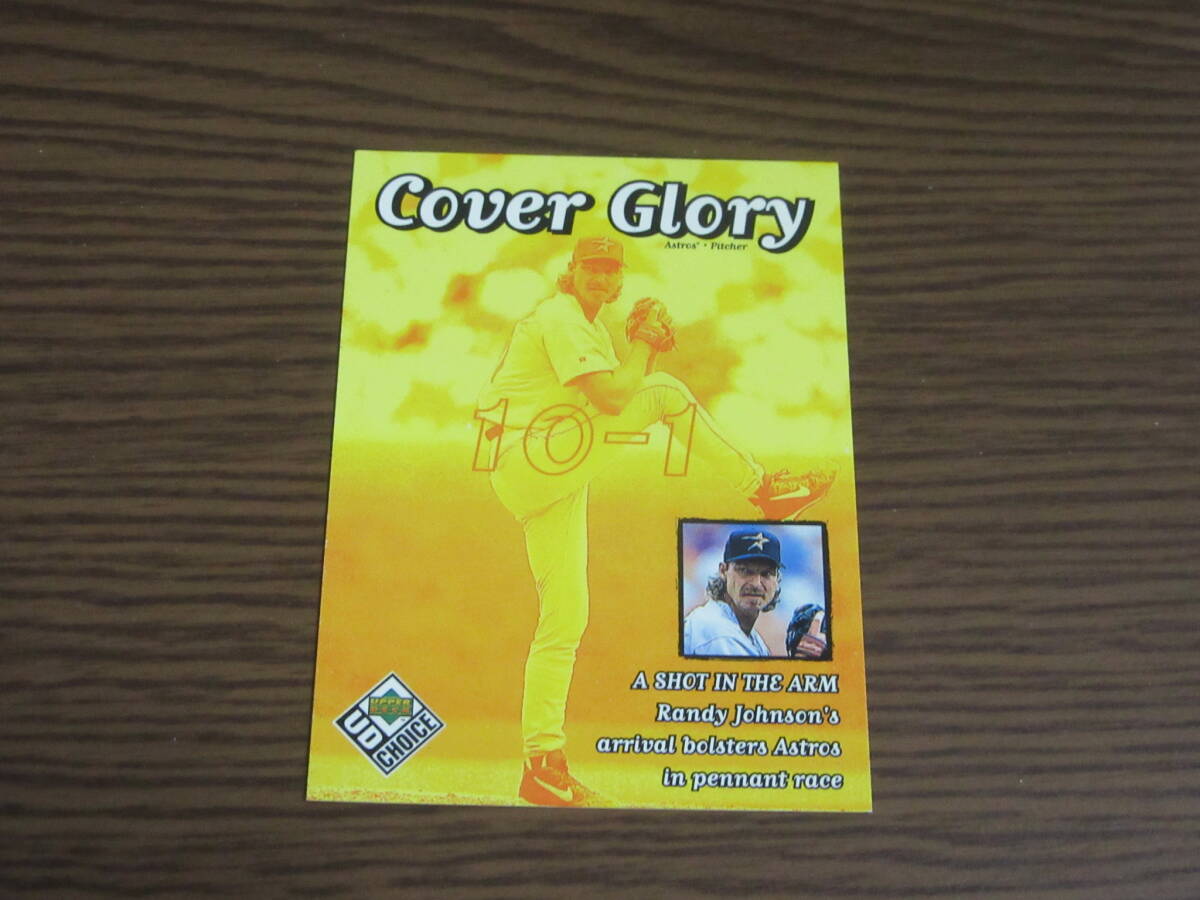 Cover Glory
Astros · Pitcher
10-1
A SHOT IN THE ARM
Randy Johnson's
arrival bolsters Astros
in pennant race
UPPER
DECK
UD
CHOICE